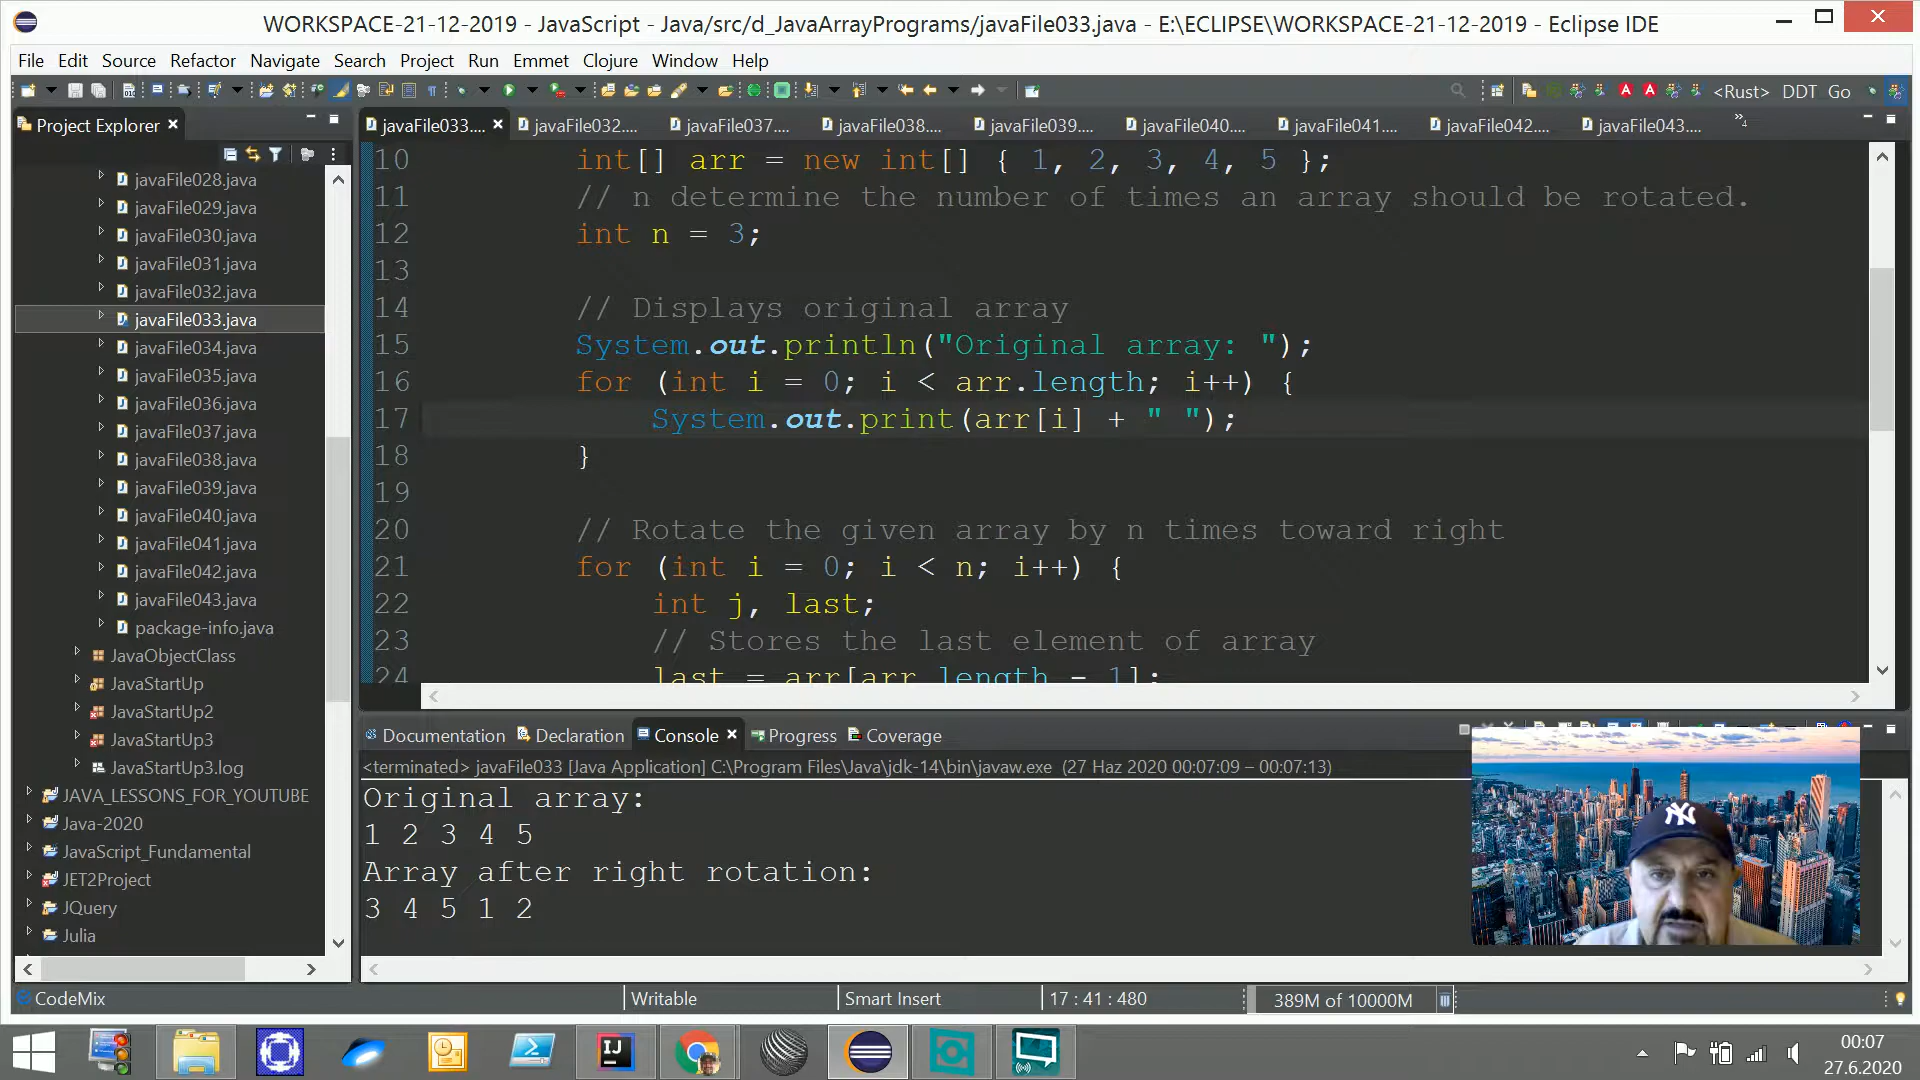 WORKSPACE-21-12-2019 - JavaScript - Java/src/d_JavaArrayPrograms/javaFile033.java - E:\ECLIPSE\WORKSPACE-21-12-2019 - Eclipse IDE
File Edit Source Refactor Navigate Search Project Run Emmet Clojure Window Help
<Rust> DDT Go
Project Explorer
javaFile033.... javaFile032.... javaFile037.... javaFile038.... javaFile039.... javaFile040.... javaFile041.... javaFile042.... javaFile043....
javaFile028.java
javaFile029.java
javaFile030.java
javaFile031.java
javaFile032.java
javaFile033.java
javaFile034.java
javaFile035.java
javaFile036.java
javaFile037.java
javaFile038.java
javaFile039.java
javaFile040.java
javaFile041.java
javaFile042.java
javaFile043.java
package-info.java
JavaObjectClass
JavaStartUp
JavaStartUp2
JavaStartUp3
JavaStartUp3.log
JAVA_LESSONS_FOR_YOUTUBE
Java-2020
JavaScript_Fundamental
JET2Project
JQuery
Julia
10 int[] arr = new int[] { 1, 2, 3, 4, 5 };
11 // n determine the number of times an array should be rotated.
12 int n = 3;
13
14 // Displays original array
15 System.out.println("Original array: ");
16 for (int i = 0; i < arr.length; i++) {
17 System.out.print(arr[i] + " ");
18 }
19
20 // Rotate the given array by n times toward right
21 for (int i = 0; i < n; i++) {
22 int j, last;
23 // Stores the last element of array
24 last = arr[arr.length - 1];
Documentation Declaration Console Progress Coverage
<terminated> javaFile033 [Java Application] C:\Program Files\Java\jdk-14\bin\javaw.exe (27 Haz 2020 00:07:09 – 00:07:13)
Original array:
1 2 3 4 5
Array after right rotation:
3 4 5 1 2
CodeMix
Writable
Smart Insert
17 : 41 : 480
389M of 10000M
IJ
00:07
27.6.2020